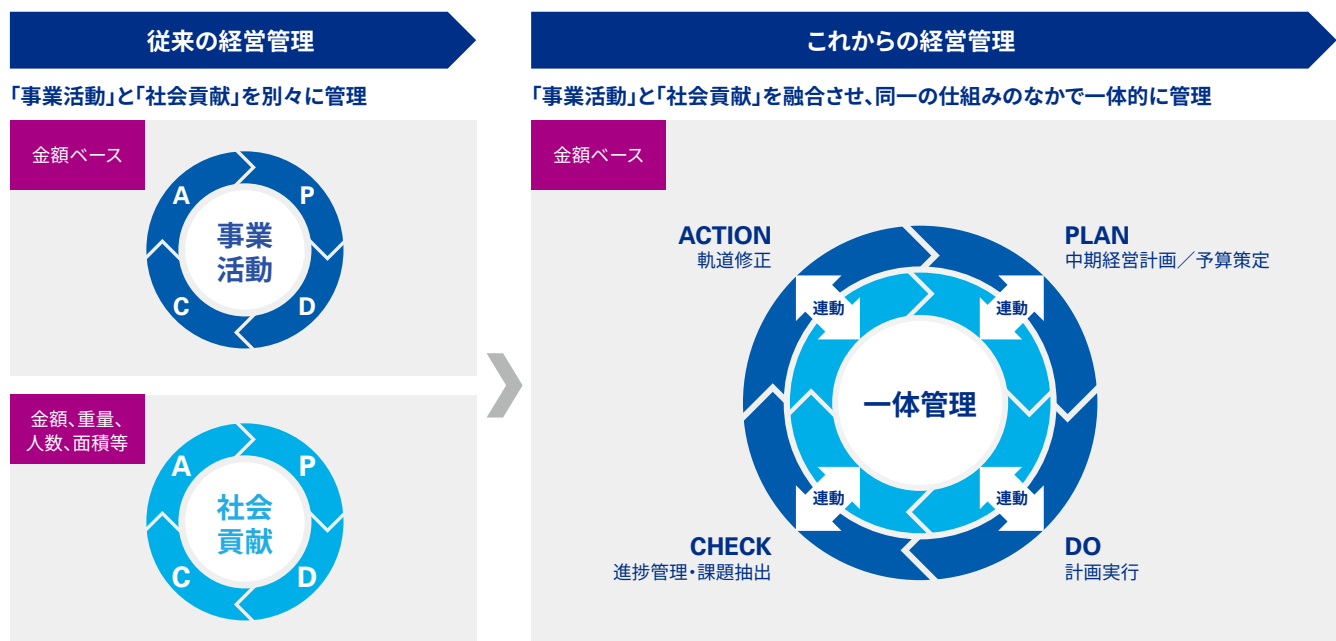 従来の経営管理
「事業活動」と「社会貢献」を別々に管理
金額ベース
A
P
事業
活動
C
D
金額、重量、
人数、面積等
A
P
社会
貢献
C
D
これからの経営管理
「事業活動」と「社会貢献」を融合させ、同一の仕組みのなかで一体的に管理
金額ベース
ACTION
軌道修正
PLAN
中期経営計画／予算策定
連動
連動
一体管理
連動
連動
CHECK
進捗管理・課題抽出
DO
計画実行